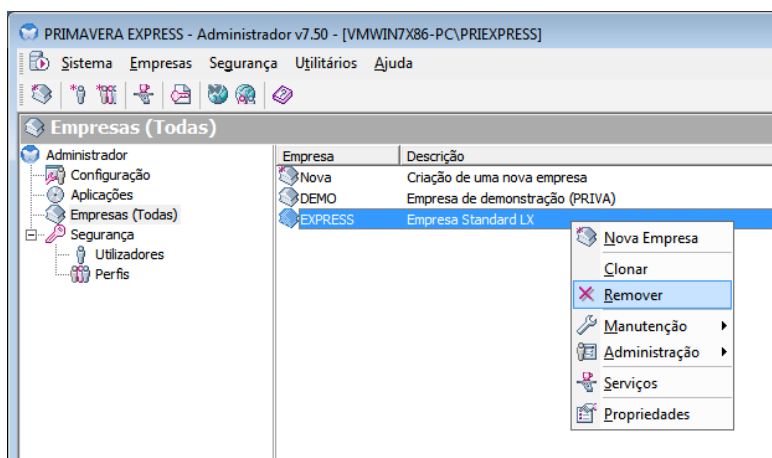 PRIMAVERA EXPRESS - Administrador v7.50 - [VMWIN7X86-PC\PRIEXPRESS]
Sistema Empresas Segurança Utilitários Ajuda
Empresas (Todas)
Administrador
Configuração
Aplicações
Empresas (Todas)
Segurança
Utilizadores
Perfis
Empresa Descrição
Nova Criação de uma nova empresa
DEMO Empresa de demonstração (PRIVA)
EXPRESS Empresa Standard LX
Nova Empresa
Clonar
Remover
Manutenção
Administração
Serviços
Propriedades